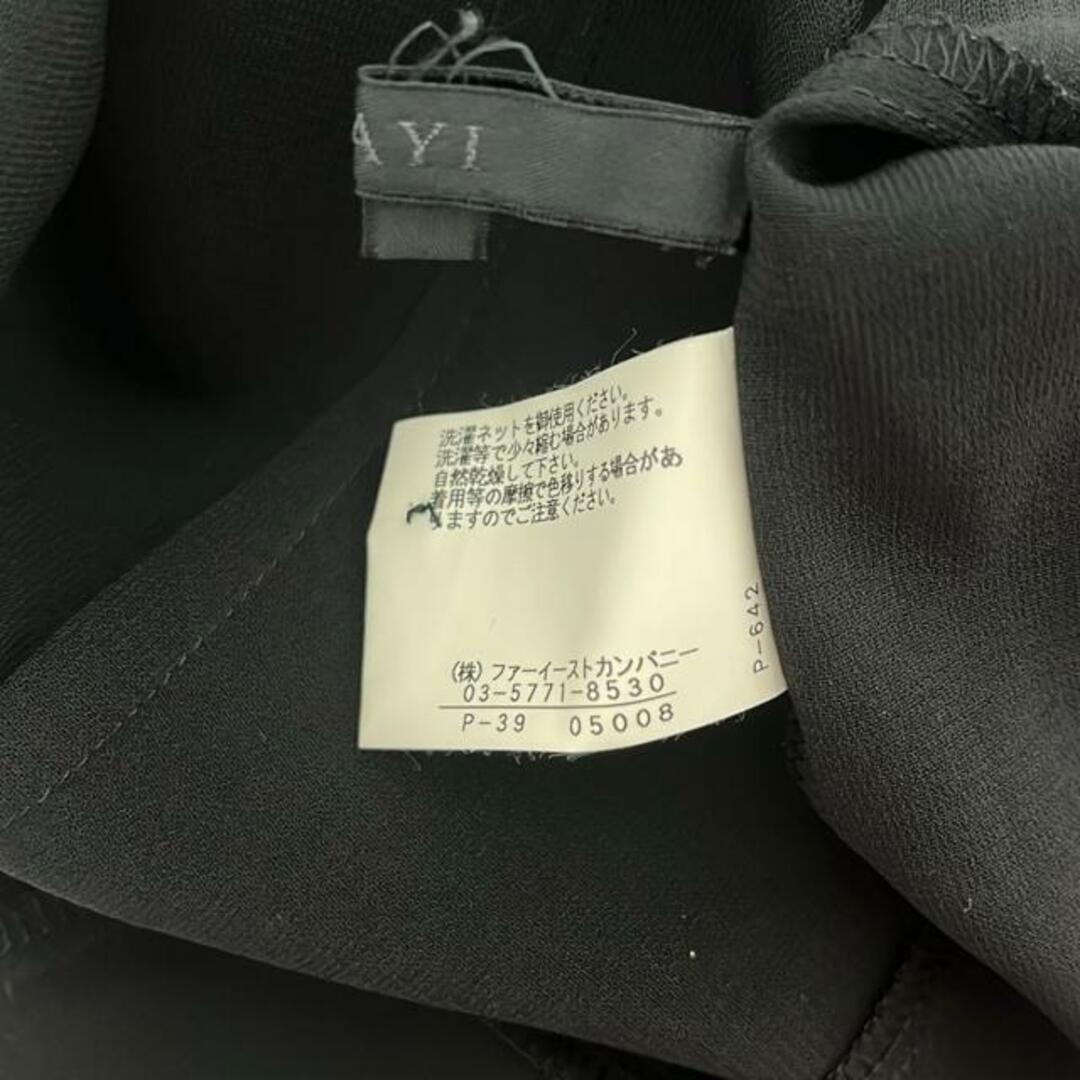 AYI
洗濯ネットを御使用ください。
洗濯等で少々縮む場合があります。
自然乾燥して下さい。
着用等の摩擦で色移りする場合があ
りますのでご注意ください。
(株) ファーイーストカンパニー
03-5771-8530
P-39 05008
P-642